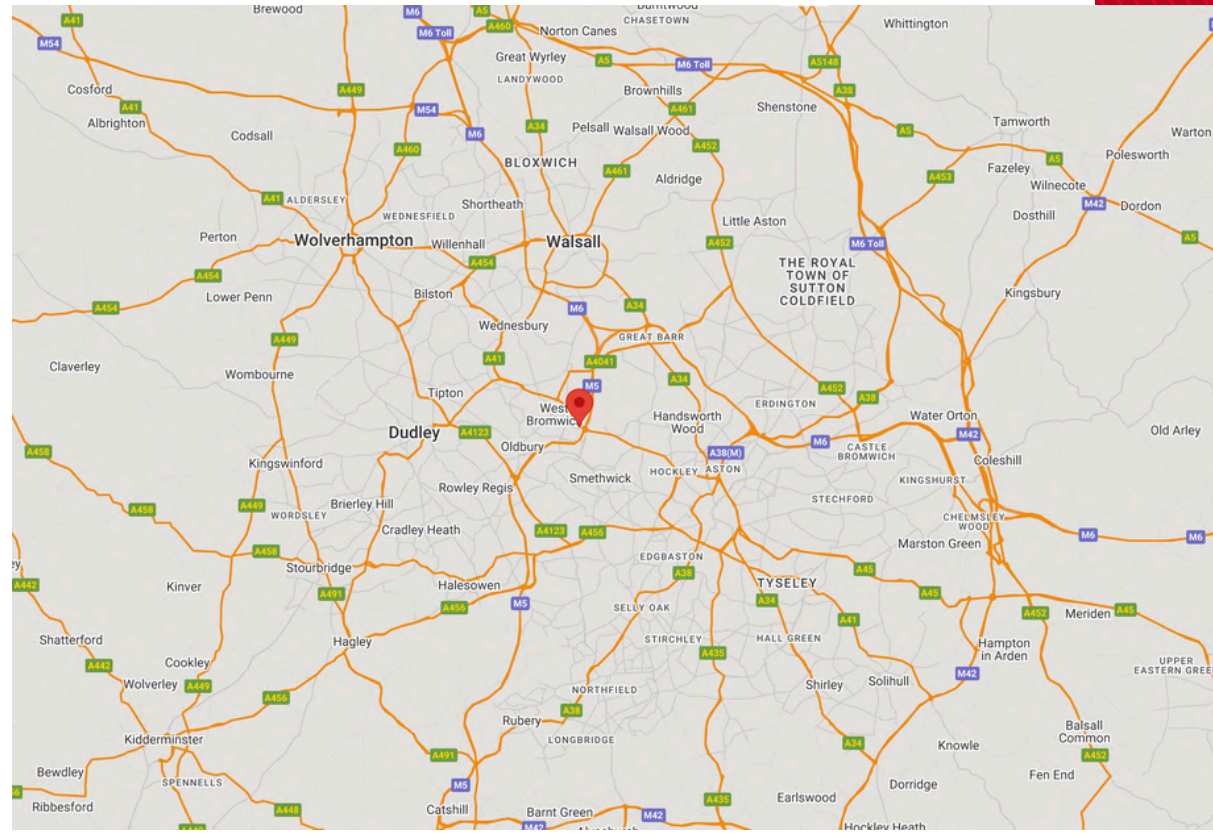 Brewood
A5
Whittington
A41
M6
A460
CHASETOWN
M6 Toll
Norton Canes
M54
Great Wyrley
A5
M6 Toll
A5148
Cosford
A449
LANDYWOOD
Brownhills
A38
A41
M54
A461
Shenstone
Albrighton
Codsall
M6
A34
Pelsall
Walsall Wood
A5
Tamworth
Warton
A460
A452
BLOXWICH
Polesworth
A5
A461
Aldridge
A453
Fazeley
Wilnecote
A41
ALDERSLEY
Shortheath
M42
Dordon
WEDNESFIELD
Little Aston
Dosthill
Perton
Wolverhampton
Willenhall
Walsall
A452
M6 Toll
A5
A454
A454
THE ROYAL
TOWN OF
SUTTON
COLDFIELD
Lower Penn
Bilston
Kingsbury
A454
M6
A34
Wednesbury
A449
GREAT BARR
Claverley
A41
A4041
Wombourne
A34
M5
Tipton
A452
A38
ERDINGTON
West
Bromwich
Handsworth
Wood
Water Orton
Dudley
A4123
M42
Old Arley
Oldbury
M6
CASTLE
BROMWICH
A458
A38(M)
Kingswinford
HOCKLEY
ASTON
Coleshill
Smethwick
KINGSHURST
Rowley Regis
STECHFORD
Brierley Hill
A449
A458
WORDSLEY
CHELMSLEY
WOOD
Cradley Heath
A4123
A456
M6
M6
Marston Green
A458
EDGBASTON
Stourbridge
A38
TYSELEY
A45
A442
Kinver
Halesowen
A491
M5
A45
A456
SELLY OAK
A34
A452
Meriden
A45
A41
Shatterford
Hagley
STIRCHLEY
HALL GREEN
A435
Hampton
in Arden
A442
Cookley
UPPER
EASTERN GREE
M42
Wolverley
A449
Shirley
Solihull
NORTHFIELD
A456
A38
Rubery
Balsall
Common
Kidderminster
LONGBRIDGE
A34
Knowle
A491
A452
Bewdley
Fen End
SPENNELLS
M5
Dorridge
Earlswood
A435
Ribbesford
A448
Catshill
Barnt Green
M42
M42
Hockley Heath